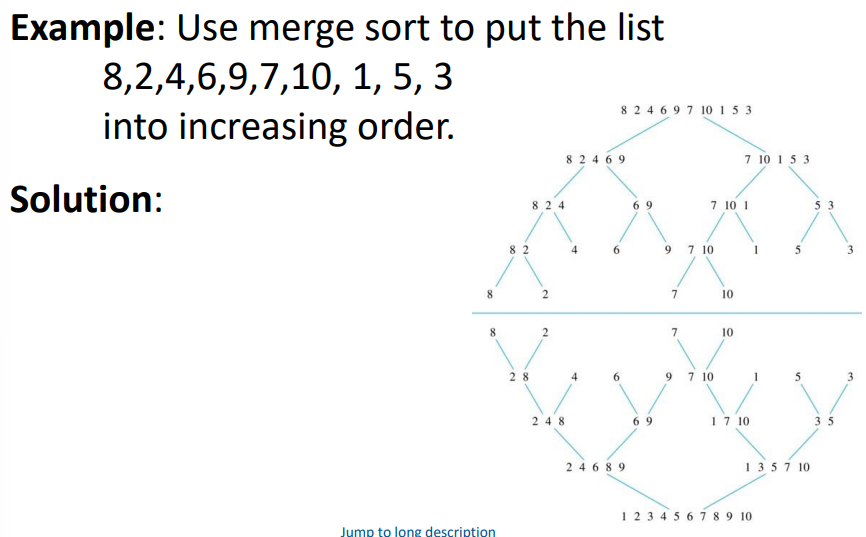 Example: Use merge sort to put the list
8,2,4,6,9,7,10, 1, 5, 3
into increasing order.
Solution:
8 2 4 6 9 7 10 1 5 3
8 2 4 6 9 7 10 1 5 3
8 2 4 6 9 7 10 1 5 3
8 2 4 6 9 7 10 1 5 3
8 2 7 10
8 2 7 10
2 8 4 6 9 7 10 1 5 3
2 4 8 6 9 1 7 10 3 5
2 4 6 8 9 1 3 5 7 10
1 2 3 4 5 6 7 8 9 10
Jump to long description